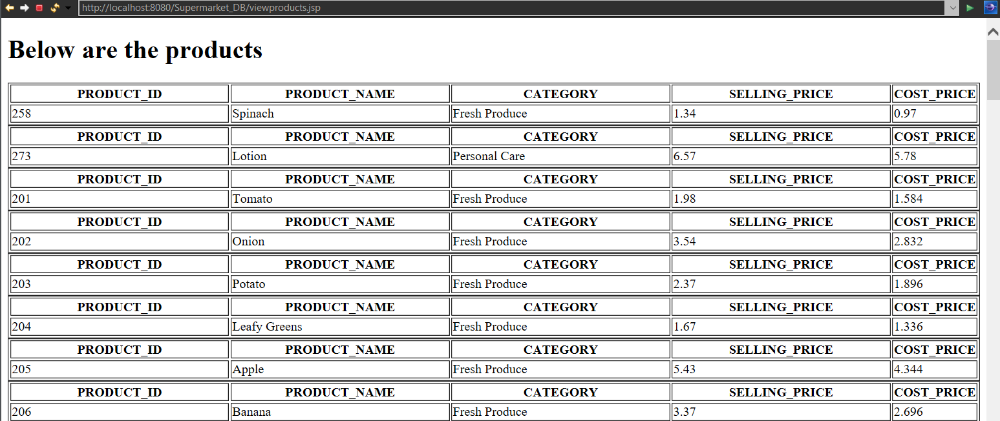 http://localhost:8080/Supermarket_DB/viewproducts.jsp
Below are the products
PRODUCT_ID PRODUCT_NAME CATEGORY SELLING_PRICE COST_PRICE
258 Spinach Fresh Produce 1.34 0.97
PRODUCT_ID PRODUCT_NAME CATEGORY SELLING_PRICE COST_PRICE
273 Lotion Personal Care 6.57 5.78
PRODUCT_ID PRODUCT_NAME CATEGORY SELLING_PRICE COST_PRICE
201 Tomato Fresh Produce 1.98 1.584
PRODUCT_ID PRODUCT_NAME CATEGORY SELLING_PRICE COST_PRICE
202 Onion Fresh Produce 3.54 2.832
PRODUCT_ID PRODUCT_NAME CATEGORY SELLING_PRICE COST_PRICE
203 Potato Fresh Produce 2.37 1.896
PRODUCT_ID PRODUCT_NAME CATEGORY SELLING_PRICE COST_PRICE
204 Leafy Greens Fresh Produce 1.67 1.336
PRODUCT_ID PRODUCT_NAME CATEGORY SELLING_PRICE COST_PRICE
205 Apple Fresh Produce 5.43 4.344
PRODUCT_ID PRODUCT_NAME CATEGORY SELLING_PRICE COST_PRICE
206 Banana Fresh Produce 3.37 2.696